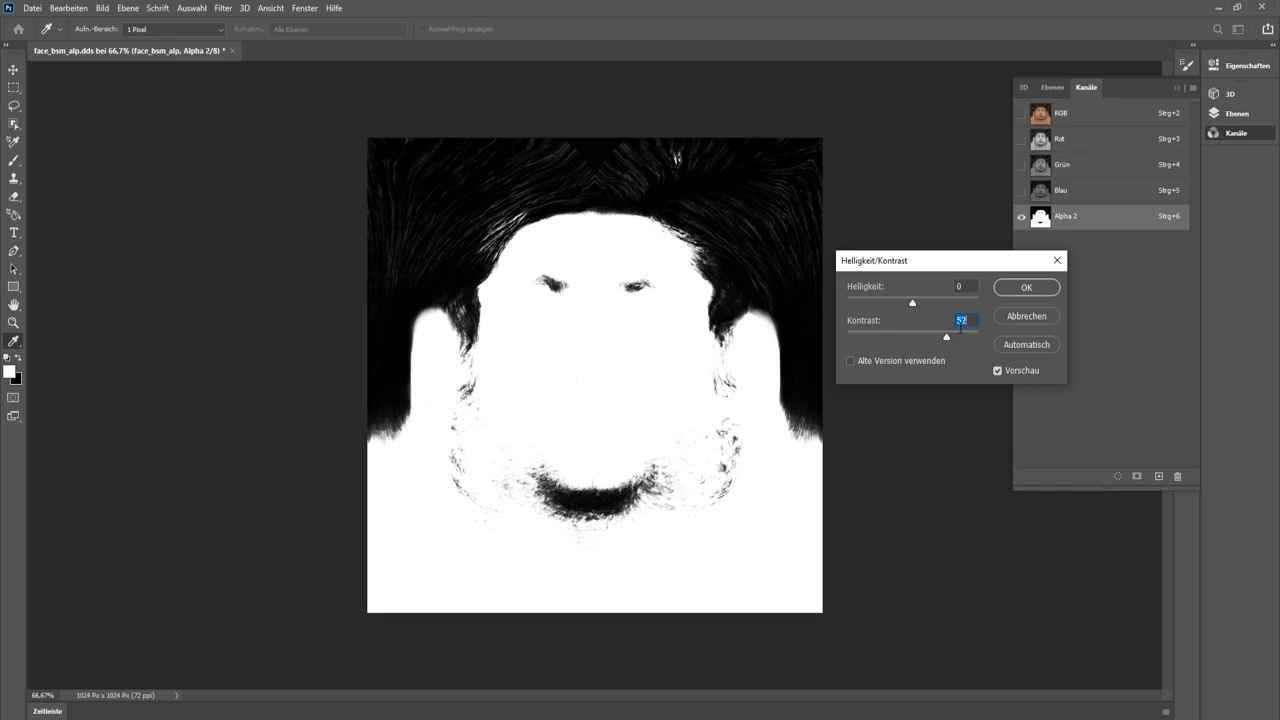 Ps Datei Bearbeiten Bild Ebene Schrift Auswahl Filter 3D Ansicht Fenster Hilfe
Aufn.-Bereich: 1 Pixel Aufnehm.: Alle Ebenen Auswahlring anzeigen
face_bsm_alp.dds bei 66,7% (face_bsm_alp, Alpha 2/8) *
3D Ebenen Kanäle
RGB Strg+2
Rot Strg+3
Grün Strg+4
Blau Strg+5
Alpha 2 Strg+6
Eigenschaften
3D
Ebenen
Kanäle
Helligkeit/Kontrast
Helligkeit: 0
OK
Kontrast: 52
Abbrechen
Automatisch
Alte Version verwenden
Vorschau
66,67% 1024 Px x 1024 Px (72 ppi)
Zeitleiste